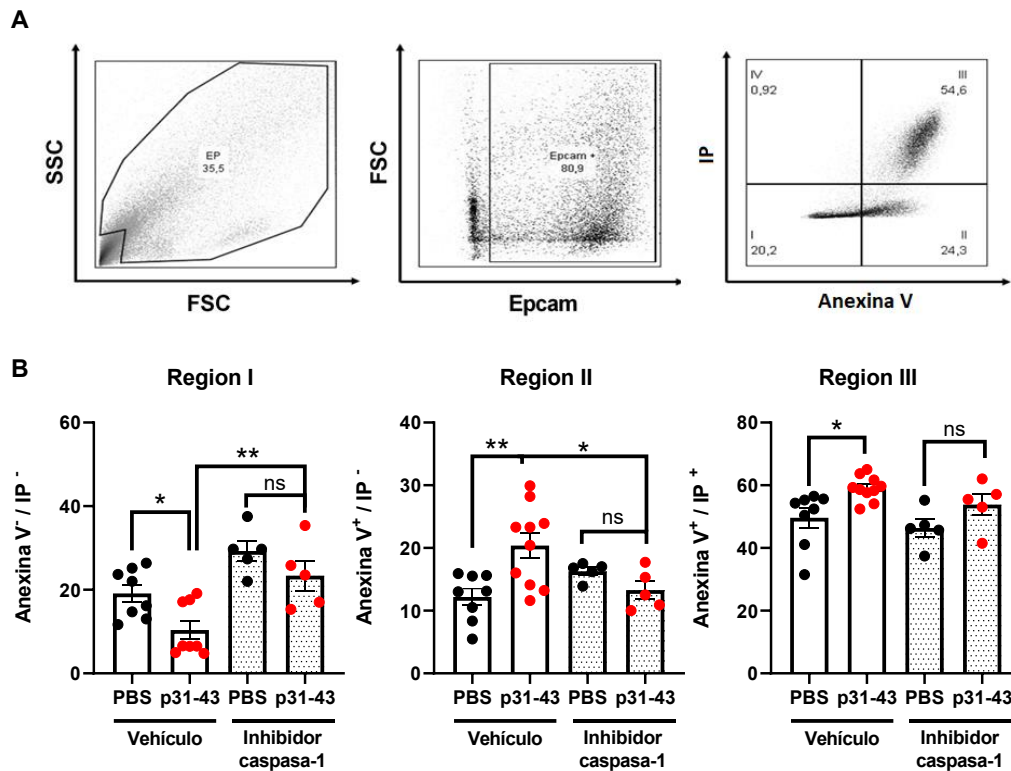 A
SSC
EP
35,5
FSC
FSC
Epcam +
80,9
Epcam
IP
IV
0,92
III
54,6
I
20,2
II
24,3
Anexina V
B
Region I
Anexina V⁻ / IP ⁻
60
40
20
0
*
**
ns
PBS p31-43 PBS p31-43
Vehículo Inhibidor
caspasa-1
Region II
Anexina V⁺ / IP ⁻
40
30
20
10
0
**
*
ns
PBS p31-43 PBS p31-43
Vehículo Inhibidor
caspasa-1
Region III
Anexina V⁺ / IP ⁺
80
60
40
20
0
*
ns
PBS p31-43 PBS p31-43
Vehículo Inhibidor
caspasa-1